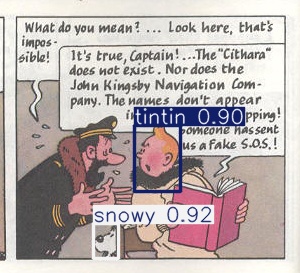 What do you mean? ... Look here, that's
impos-
sible!
It's true, Captain!...The "Cithara"
does not exist. Nor does the
John Kingsby Navigation Com-
pany. The names don't appear
pping!
tintin 0.90
someone has sent
us a fake S.O.S.!
snowy 0.92